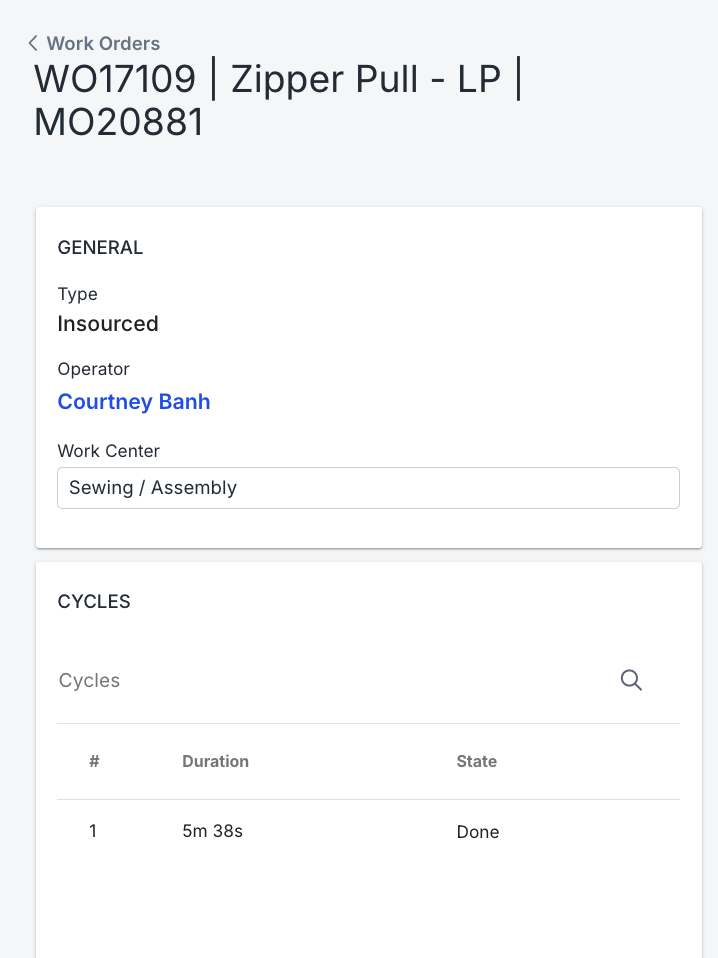 Work Orders
WO17109 | Zipper Pull - LP |
MO20881
GENERAL
Type
Insourced
Operator
Courtney Banh
Work Center
Sewing / Assembly
CYCLES
Cycles
# Duration State
1 5m 38s Done